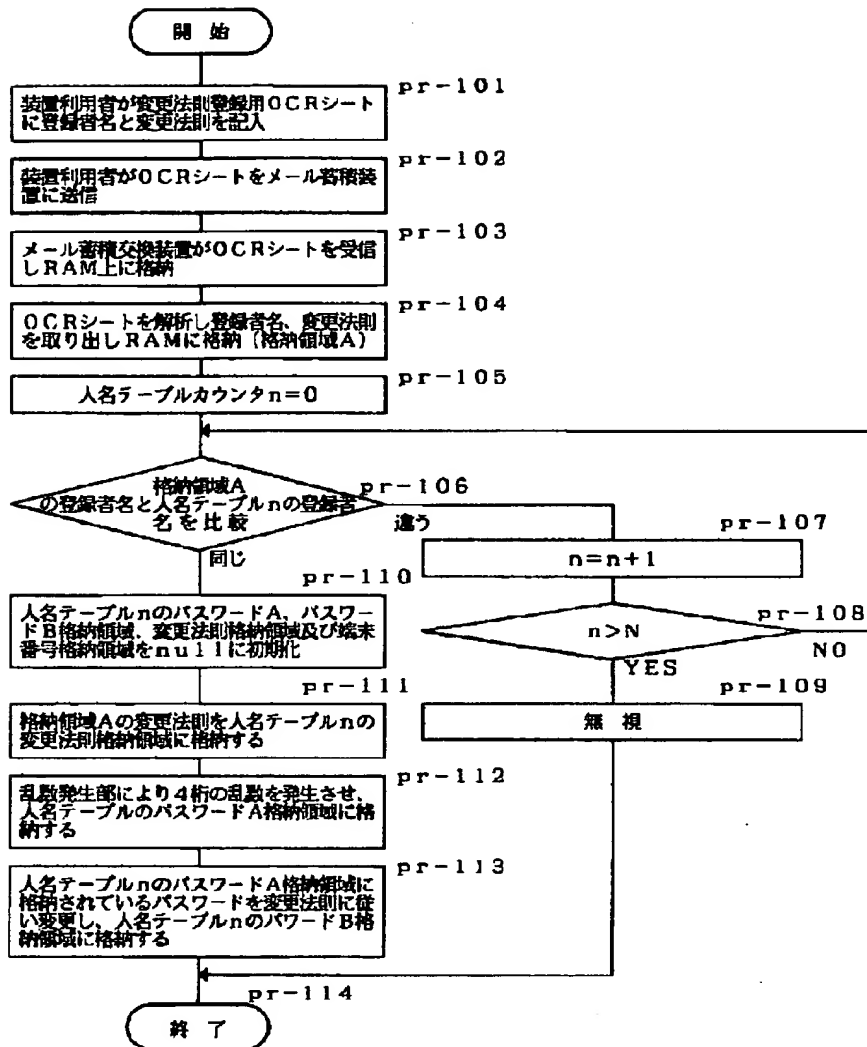 開始
pr-101
装置利用者が変更法則登録用OCRシート
に登録者名と変更法則を記入
pr-102
装置利用者がOCRシートをメール蓄積装
置に送信
pr-103
メール蓄積交換装置がOCRシートを受信
しRAM上に格納
pr-104
OCRシートを解析し登録者名、変更法則
を取り出しRAMに格納（格納領域A）
pr-105
人名テーブルカウンタn=0
pr-106
格納領域A
の登録者名と人名テーブルnの登録者
名を比較
違う
同じ
pr-107
n=n+1
pr-108
n>N
NO
YES
pr-109
無視
pr-110
人名テーブルnのパスワードA、パスワー
ドB格納領域、変更法則格納領域及び端末
番号格納領域をnullに初期化
pr-111
格納領域Aの変更法則を人名テーブルnの
変更法則格納領域に格納する
pr-112
乱数発生部により4桁の乱数を発生させ、
人名テーブルのパスワードA格納領域に格
納する
pr-113
人名テーブルnのパスワードA格納領域に
格納されているパスワードを変更法則に従
い変更し、人名テーブルnのパワードB格
納領域に格納する
pr-114
終了